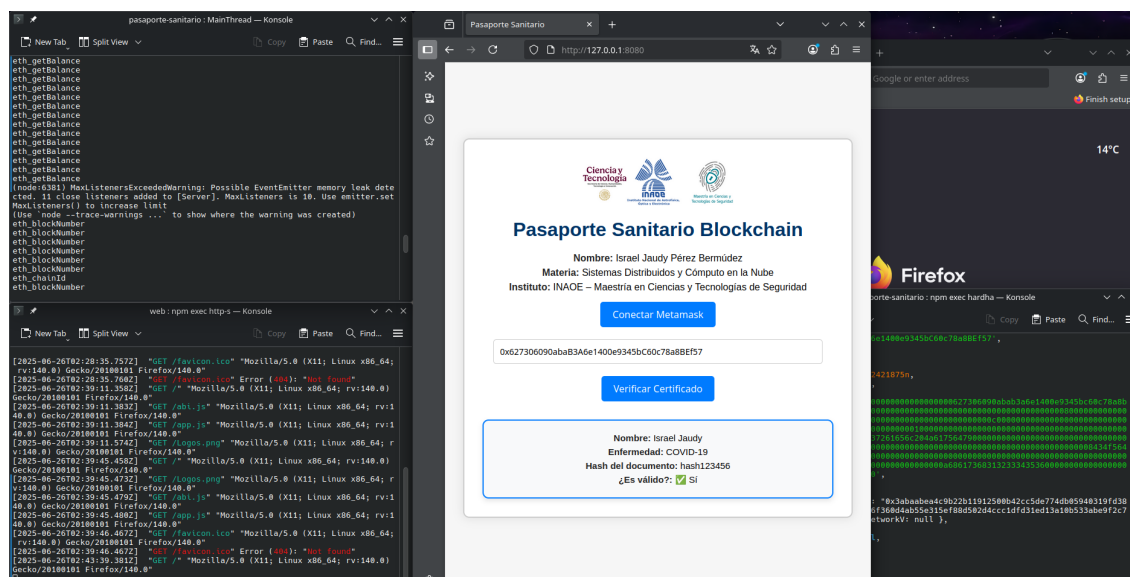 pasaporte-sanitario : MainThread — Konsole
New Tab Split View Copy Paste Find...
eth_getBalance
eth_getBalance
eth_getBalance
eth_getBalance
eth_getBalance
eth_getBalance
eth_getBalance
eth_getBalance
eth_getBalance
eth_getBalance
eth_getBalance
eth_getBalance
eth_getBalance
eth_getBalance
(node:6381) MaxListenersExceededWarning: Possible EventEmitter memory leak dete
cted. 11 close listeners added to [Server]. MaxListeners is 10. Use emitter.set
MaxListeners() to increase limit
(Use `node --trace-warnings ...` to show where the warning was created)
eth_blockNumber
eth_blockNumber
eth_blockNumber
eth_blockNumber
eth_blockNumber
eth_blockNumber
eth_chainId
eth_blockNumber
web : npm exec http-s — Konsole
New Tab Split View Copy Paste Find...
[2025-06-26T02:28:35.757Z] "GET /favicon.ico" "Mozilla/5.0 (X11; Linux x86_64;
rv:140.0) Gecko/20100101 Firefox/140.0"
[2025-06-26T02:28:35.760Z] "GET /favicon.ico" Error (404): "Not found"
[2025-06-26T02:39:11.358Z] "GET /" "Mozilla/5.0 (X11; Linux x86_64; rv:140.0)
Gecko/20100101 Firefox/140.0"
[2025-06-26T02:39:11.383Z] "GET /abi.js" "Mozilla/5.0 (X11; Linux x86_64; rv:1
40.0) Gecko/20100101 Firefox/140.0"
[2025-06-26T02:39:11.384Z] "GET /app.js" "Mozilla/5.0 (X11; Linux x86_64; rv:1
40.0) Gecko/20100101 Firefox/140.0"
[2025-06-26T02:39:11.574Z] "GET /Logos.png" "Mozilla/5.0 (X11; Linux x86_64; r
v:140.0) Gecko/20100101 Firefox/140.0"
[2025-06-26T02:39:45.458Z] "GET /" "Mozilla/5.0 (X11; Linux x86_64; rv:140.0)
Gecko/20100101 Firefox/140.0"
[2025-06-26T02:39:45.473Z] "GET /Logos.png" "Mozilla/5.0 (X11; Linux x86_64; r
v:140.0) Gecko/20100101 Firefox/140.0"
[2025-06-26T02:39:45.479Z] "GET /abi.js" "Mozilla/5.0 (X11; Linux x86_64; rv:1
40.0) Gecko/20100101 Firefox/140.0"
[2025-06-26T02:39:45.480Z] "GET /app.js" "Mozilla/5.0 (X11; Linux x86_64; rv:1
40.0) Gecko/20100101 Firefox/140.0"
[2025-06-26T02:39:46.467Z] "GET /favicon.ico" "Mozilla/5.0 (X11; Linux x86_64;
rv:140.0) Gecko/20100101 Firefox/140.0"
[2025-06-26T02:39:46.467Z] "GET /favicon.ico" Error (404): "Not found"
[2025-06-26T02:43:39.381Z] "GET /" "Mozilla/5.0 (X11; Linux x86_64; rv:140.0)
Gecko/20100101 Firefox/140.0"
Pasaporte Sanitario
http://127.0.0.1:8080
Ciencia y
Tecnología
INAOE
Maestría en Ciencias y
Tecnologías de Seguridad
Pasaporte Sanitario Blockchain
Nombre: Israel Jaudy Pérez Bermúdez
Materia: Sistemas Distribuidos y Cómputo en la Nube
Instituto: INAOE – Maestría en Ciencias y Tecnologías de Seguridad
Conectar Metamask
0x627306090abaB3A6e1400e9345bC60c78a8BEf57
Verificar Certificado
Nombre: Israel Jaudy
Enfermedad: COVID-19
Hash del documento: hash123456
¿Es válido?: ✅ Sí
Google or enter address
Finish setup
14°C
Firefox
porte-sanitario : npm exec hardha — Konsole
Copy Paste Find...
6e1400e9345bC60c78a8BEf57',
2421875n,
etworkV: null },